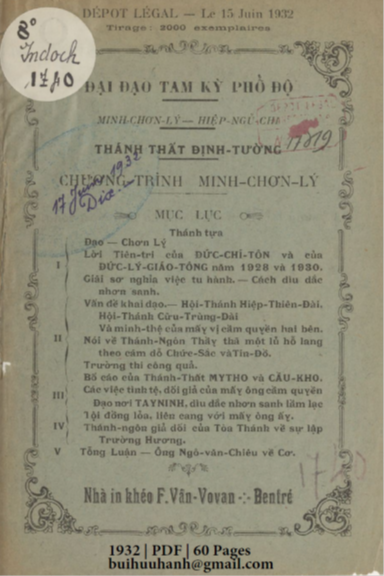 DÉPOT LÉGAL — Le 15 Juin 1932
Tirage: 2000 exemplaires
8°
Indoch
1740
ĐẠI ĐẠO TAM KỲ PHỔ ĐỘ
MINH-CHƠN-LÝ — HIỆP-NGŨ-CHI
17819
THÁNH THẤT ĐỊNH-TƯỜNG
17 Juin 1932
CHƯƠNG-TRÌNH MINH-CHƠN-LÝ
MỤC LỤC
Thánh tựa
Đạo — Chơn Lý
I Lời Tiên-tri của ĐỨC-CHÍ-TÔN và của
ĐỨC-LÝ-GIÁO-TÔNG năm 1928 và 1930.
Giải sơ nghĩa việc tu hành. — Cách dìu dắc
nhơn sanh.
Vấn đề khai đạo. — Hội-Thánh Hiệp-Thiên-Đài.
Hội-Thánh Cửu-Trùng-Đài
Và minh-thệ của mấy vị cầm quyền hai bên.
II Nói về Thánh-Ngôn Thầy thả một lũ hổ lang
theo cám dổ Chức-Sắc vàTín-Đồ.
Trường thi càng quả.
Bố cáo của Thánh-Thất MYTHO và CẦU-KHO.
III Các việc tình tệ, dối giả của mấy ông cầm quyền
Đạo nơi TAYNINH, dìu dắc nhơn sanh lầm lạc
Tội đồng lỏa, liên cang với mấy ông ấy.
IV Thánh-ngôn giả dối của Tòa Thánh về sự lập
Trường Hương.
V Tổng Luận — Ông Ngô-văn-Chiêu về Cơ.
1740
Nhà in khéo F. Văn-Vovan -:- Bentré
1932 | PDF | 60 Pages
buihuuhanh@gmail.com